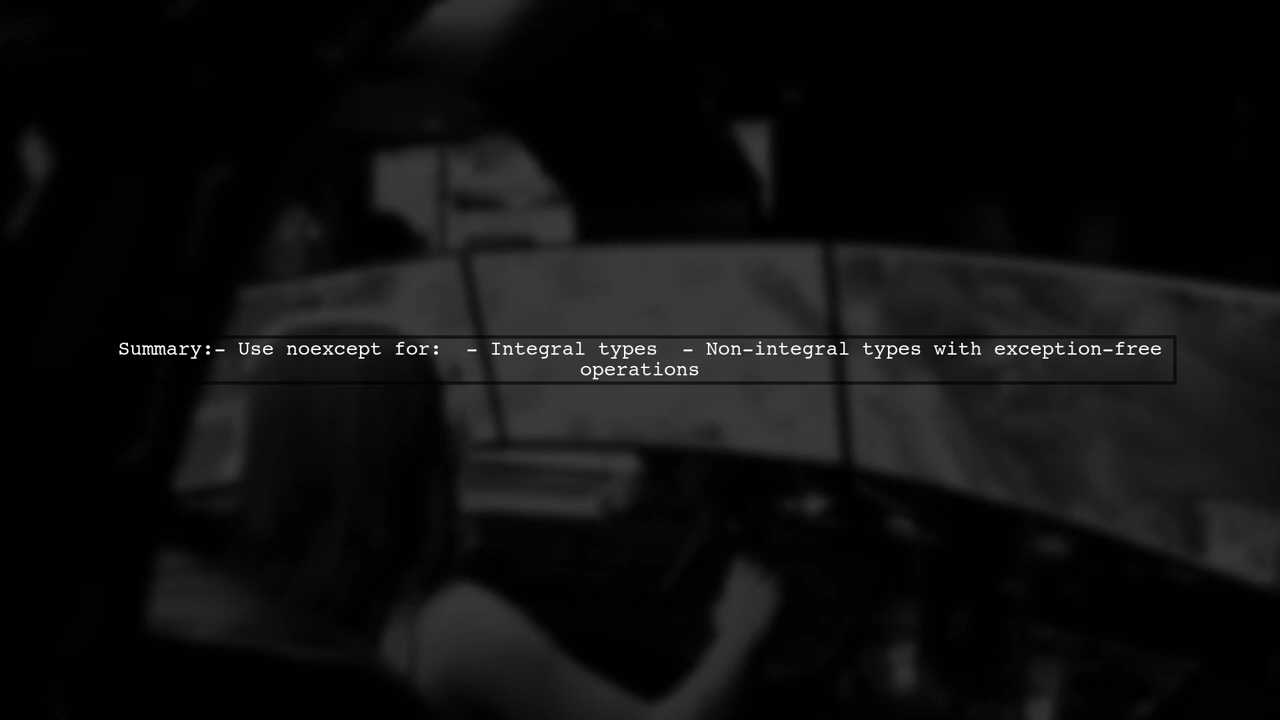 Summary:- Use noexcept for:  - Integral types  - Non-integral types with exception-free
operations